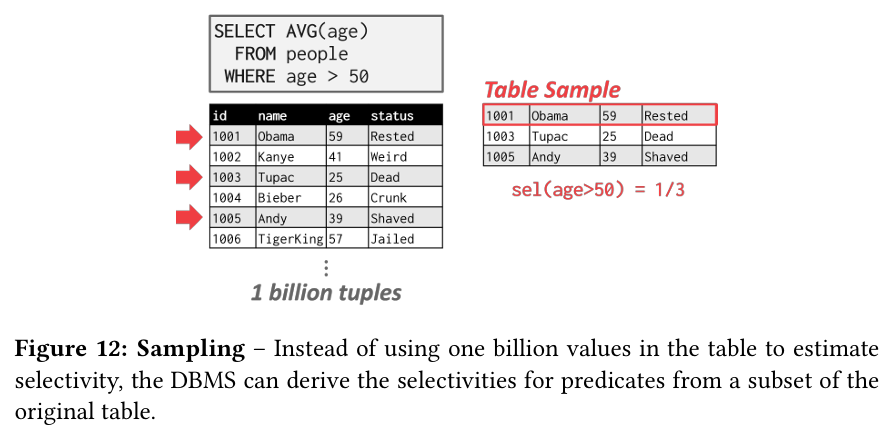 SELECT AVG(age)
FROM people
WHERE age > 50
id name age status
1001 Obama 59 Rested
1002 Kanye 41 Weird
1003 Tupac 25 Dead
1004 Bieber 26 Crunk
1005 Andy 39 Shaved
1006 TigerKing 57 Jailed
⋮
1 billion tuples
Table Sample
1001 Obama 59 Rested
1003 Tupac 25 Dead
1005 Andy 39 Shaved
sel(age>50) = 1/3
Figure 12: Sampling – Instead of using one billion values in the table to estimate
selectivity, the DBMS can derive the selectivities for predicates from a subset of the
original table.